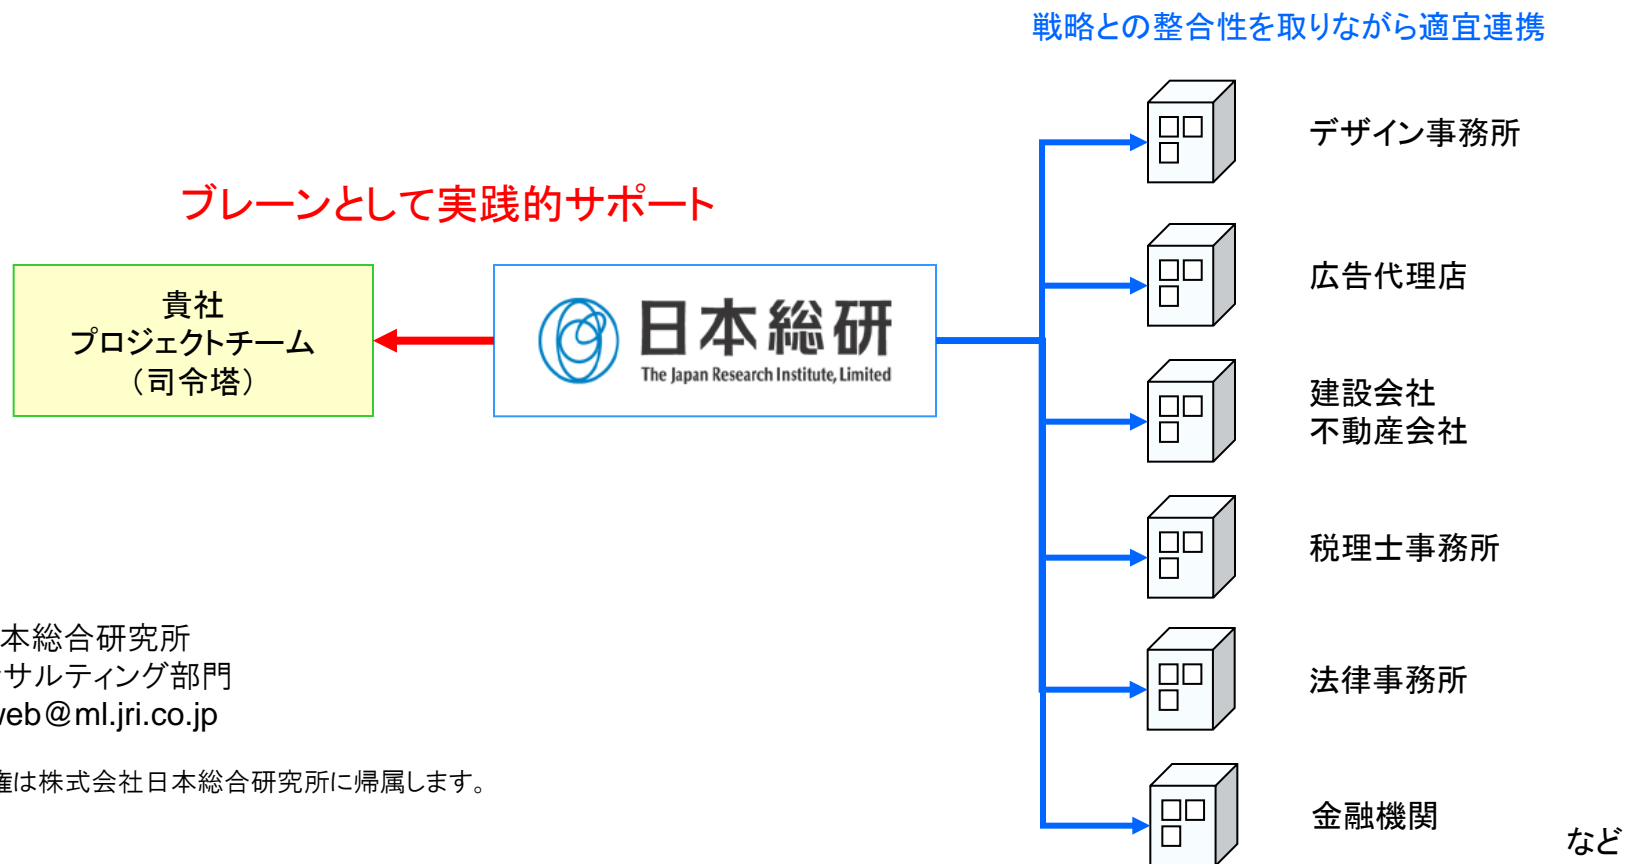 戦略との整合性を取りながら適宜連携
デザイン事務所
ブレーンとして実践的サポート
広告代理店
貴社
プロジェクトチーム
（司令塔）
日本総研
The Japan Research Institute, Limited
建設会社
不動産会社
税理士事務所
本総合研究所
サルティング部門
web@ml.jri.co.jp
法律事務所
権は株式会社日本総合研究所に帰属します。
金融機関
など